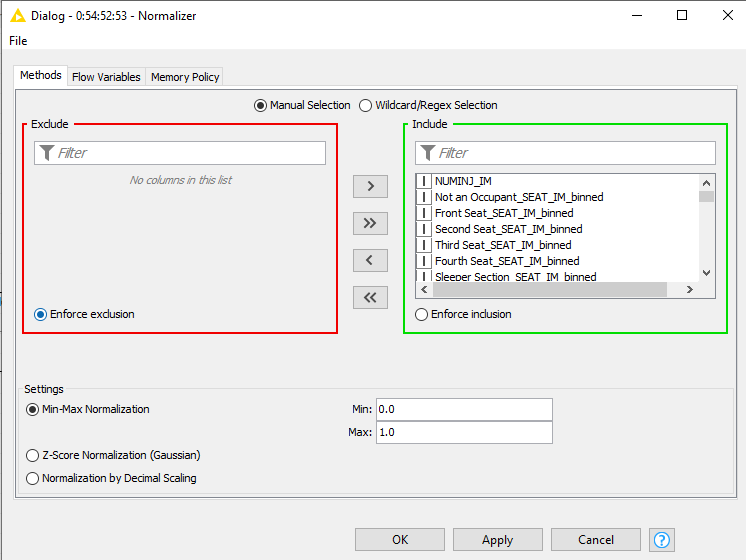 Dialog - 0:54:52:53 - Normalizer
File
Methods
Flow Variables
Memory Policy
Manual Selection
Wildcard/Regex Selection
Exclude
Filter
No columns in this list
Enforce exclusion
>
>>
<
<<
Include
Filter
I NUMINJ_IM
I Not an Occupant_SEAT_IM_binned
I Front Seat_SEAT_IM_binned
I Second Seat_SEAT_IM_binned
I Third Seat_SEAT_IM_binned
I Fourth Seat_SEAT_IM_binned
I Sleeper Section_SEAT_IM_binned
Enforce inclusion
Settings
Min-Max Normalization
Min: 0.0
Max: 1.0
Z-Score Normalization (Gaussian)
Normalization by Decimal Scaling
OK
Apply
Cancel
?